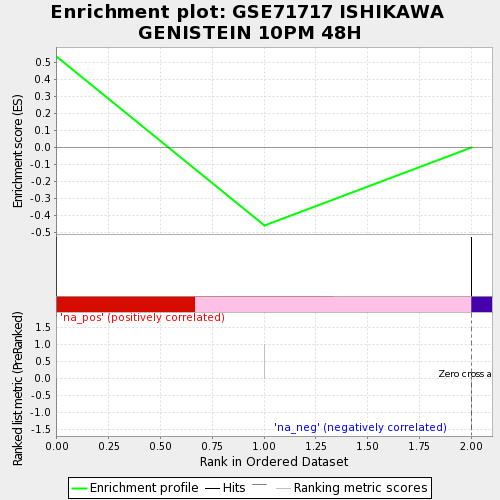 Enrichment plot: GSE71717 ISHIKAWA
GENISTEIN 10PM 48H
Enrichment score (ES)
0.5
0.4
0.3
0.2
0.1
0.0
-0.1
-0.2
-0.3
-0.4
-0.5
'na_pos' (positively correlated)
Ranked list metric (PreRanked)
1.5
1.0
0.5
0.0
-0.5
-1.0
-1.5
Zero cross a
'na_neg' (negatively correlated)
0.00 0.25 0.50 0.75 1.00 1.25 1.50 1.75 2.00
Rank in Ordered Dataset
Enrichment profile Hits Ranking metric scores